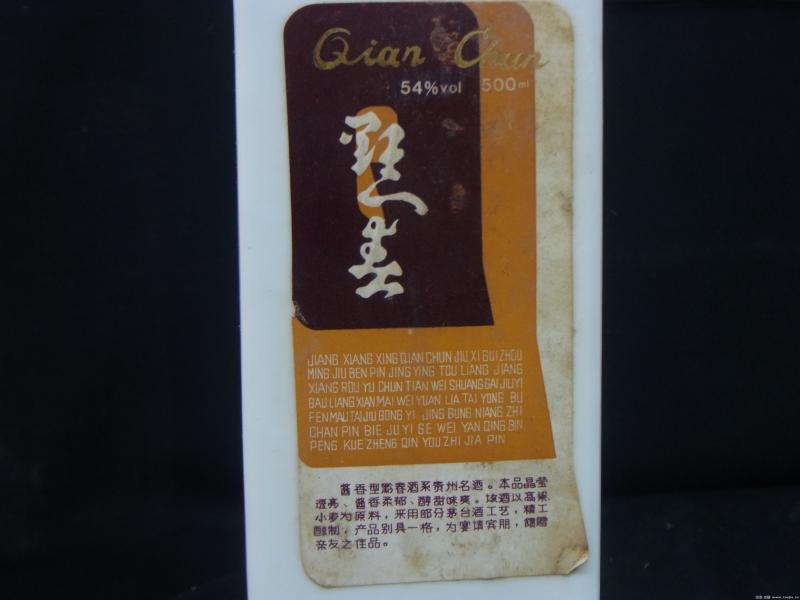 Qian Chun
54%vol 500ml
黔春
JIANG XIANG XING QIAN CHUN JIU XI GUIZHOU
MING JIU BEN PIN JING YING TOU LIANG JIANG
XIANG ROU YU CHUN TIAN WEI SHUANG GAI JIU YI
GAU LIANG XIAN MAI WEI YUAN LIA TAI YONG BU
FEN MAU TAI JIU GONG YI JING GUNG NIANG ZHI
CHAN PIN BIE JU YI GE WEI YAN QING BIN
PENG KUE ZHENG QIN YOU ZHI JIA PIN
酱香型黔春酒系贵州名酒。本品晶莹
透亮、酱香柔郁、醇甜味爽。该酒以高粱
小麦为原料，采用部分茅台酒工艺，精工
酿制，产品别具一格，为宴请宾朋，馈赠
亲友之佳品。